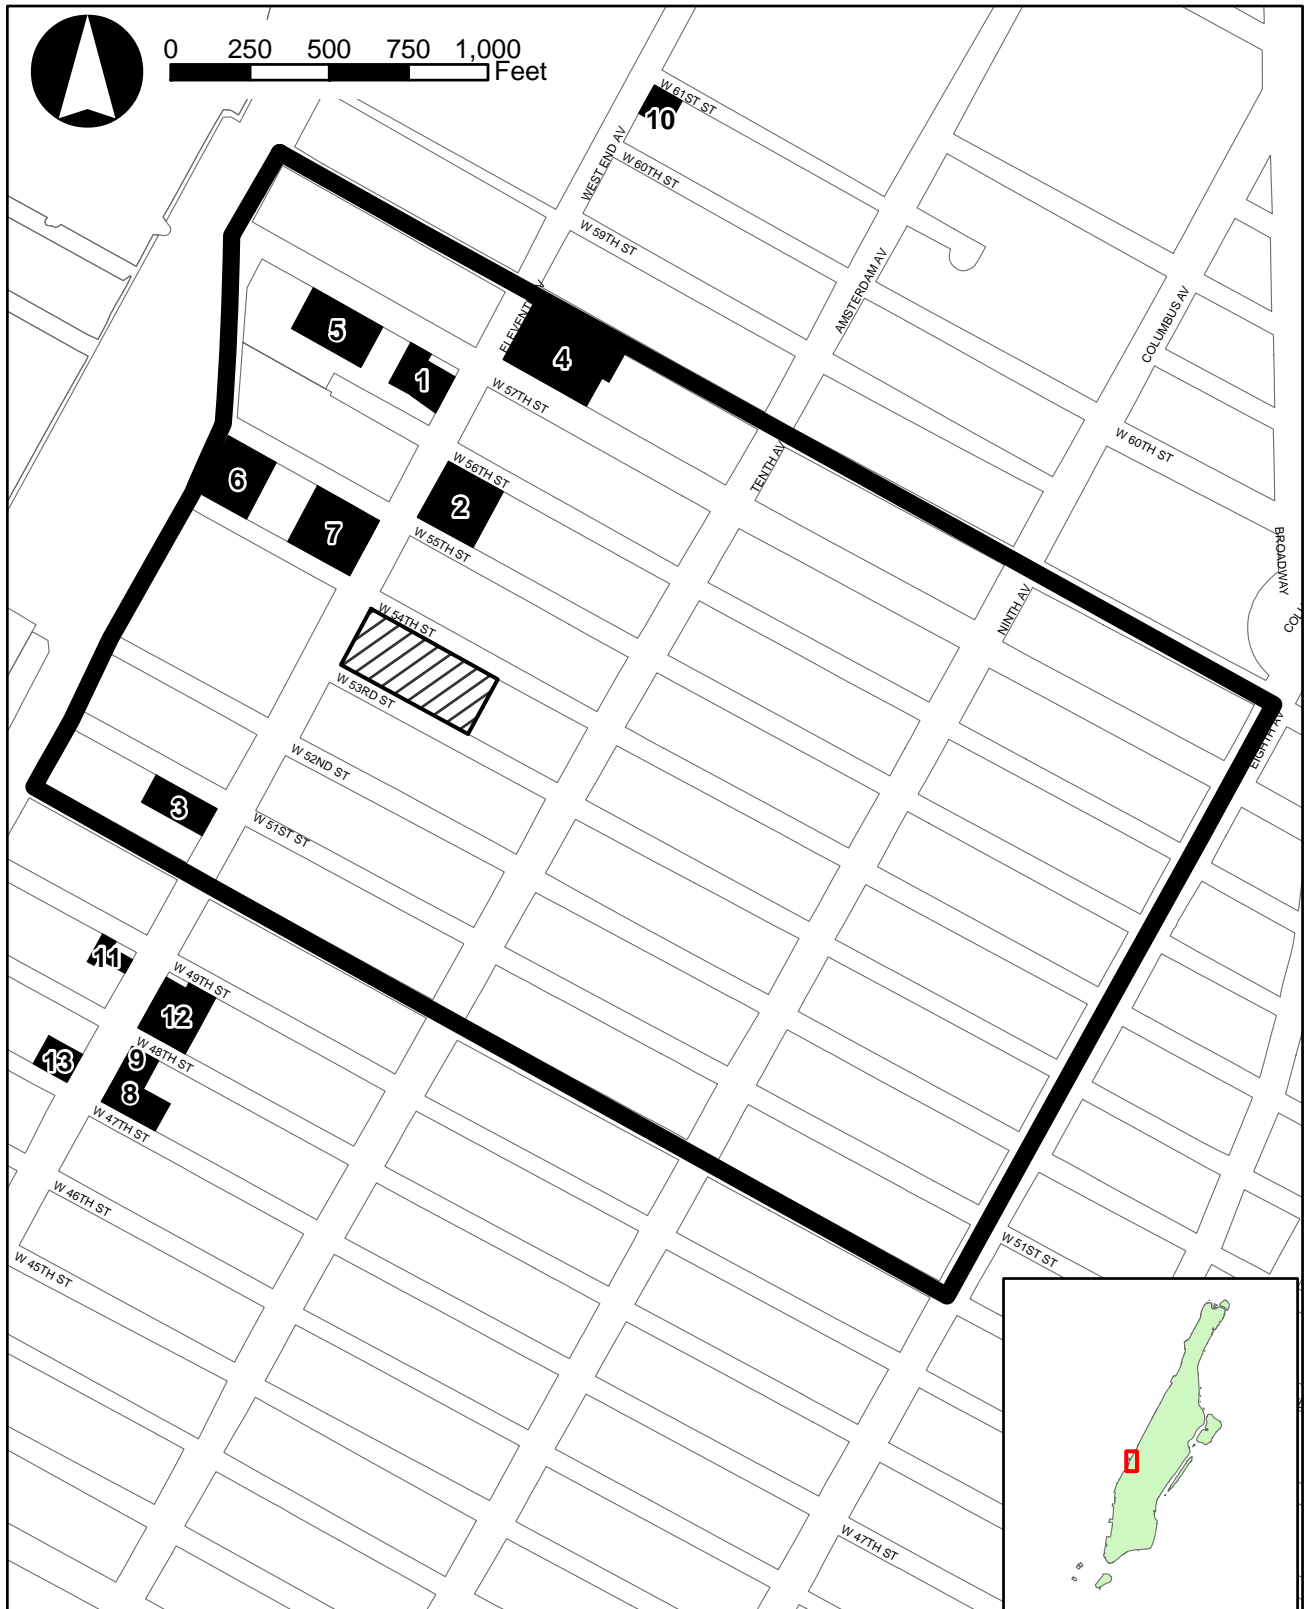 0 250 500 750 1,000
Feet
W 61ST ST
10
WEST END AV
W 60TH ST
W 59TH ST
AMSTERDAM AV
COLUMBUS AV
5
1
4
W 57TH ST
W 60TH ST
TENTH AV
W 56TH ST
6
2
7
W 55TH ST
BROADWAY
NINTH AV
W 54TH ST
W 53RD ST
EIGHTH AV
W 52ND ST
3
W 51ST ST
11
W 49TH ST
12
W 48TH ST
13
9
8
W 47TH ST
W 46TH ST
W 51ST ST
W 45TH ST
W 47TH ST